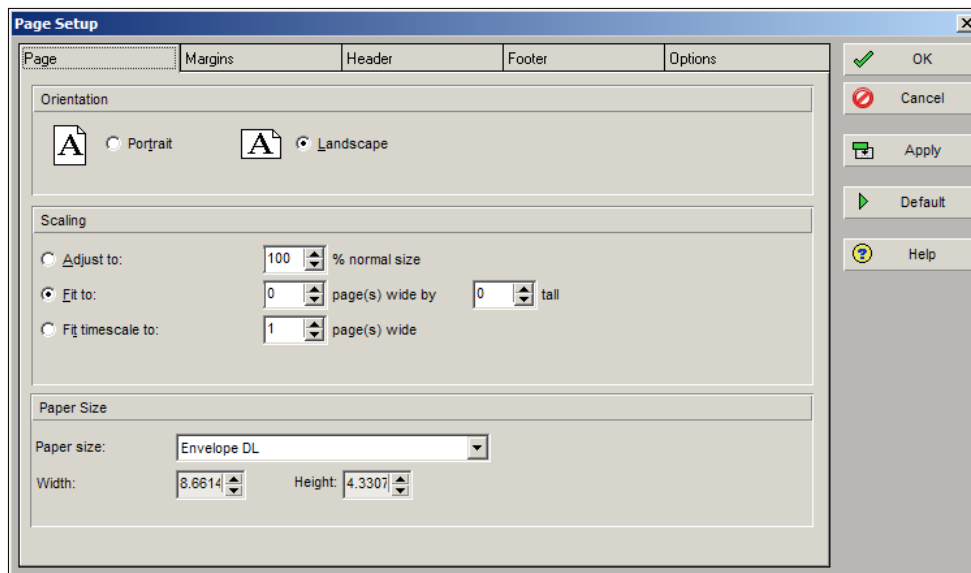 Page Setup
Page Margins Header Footer Options
OK
Cancel
Apply
Default
Help
Orientation
A Portrait A Landscape
Scaling
Adjust to: 100 % normal size
Fit to: 0 page(s) wide by 0 tall
Fit timescale to: 1 page(s) wide
Paper Size
Paper size: Envelope DL
Width: 8.6614 Height: 4.3307